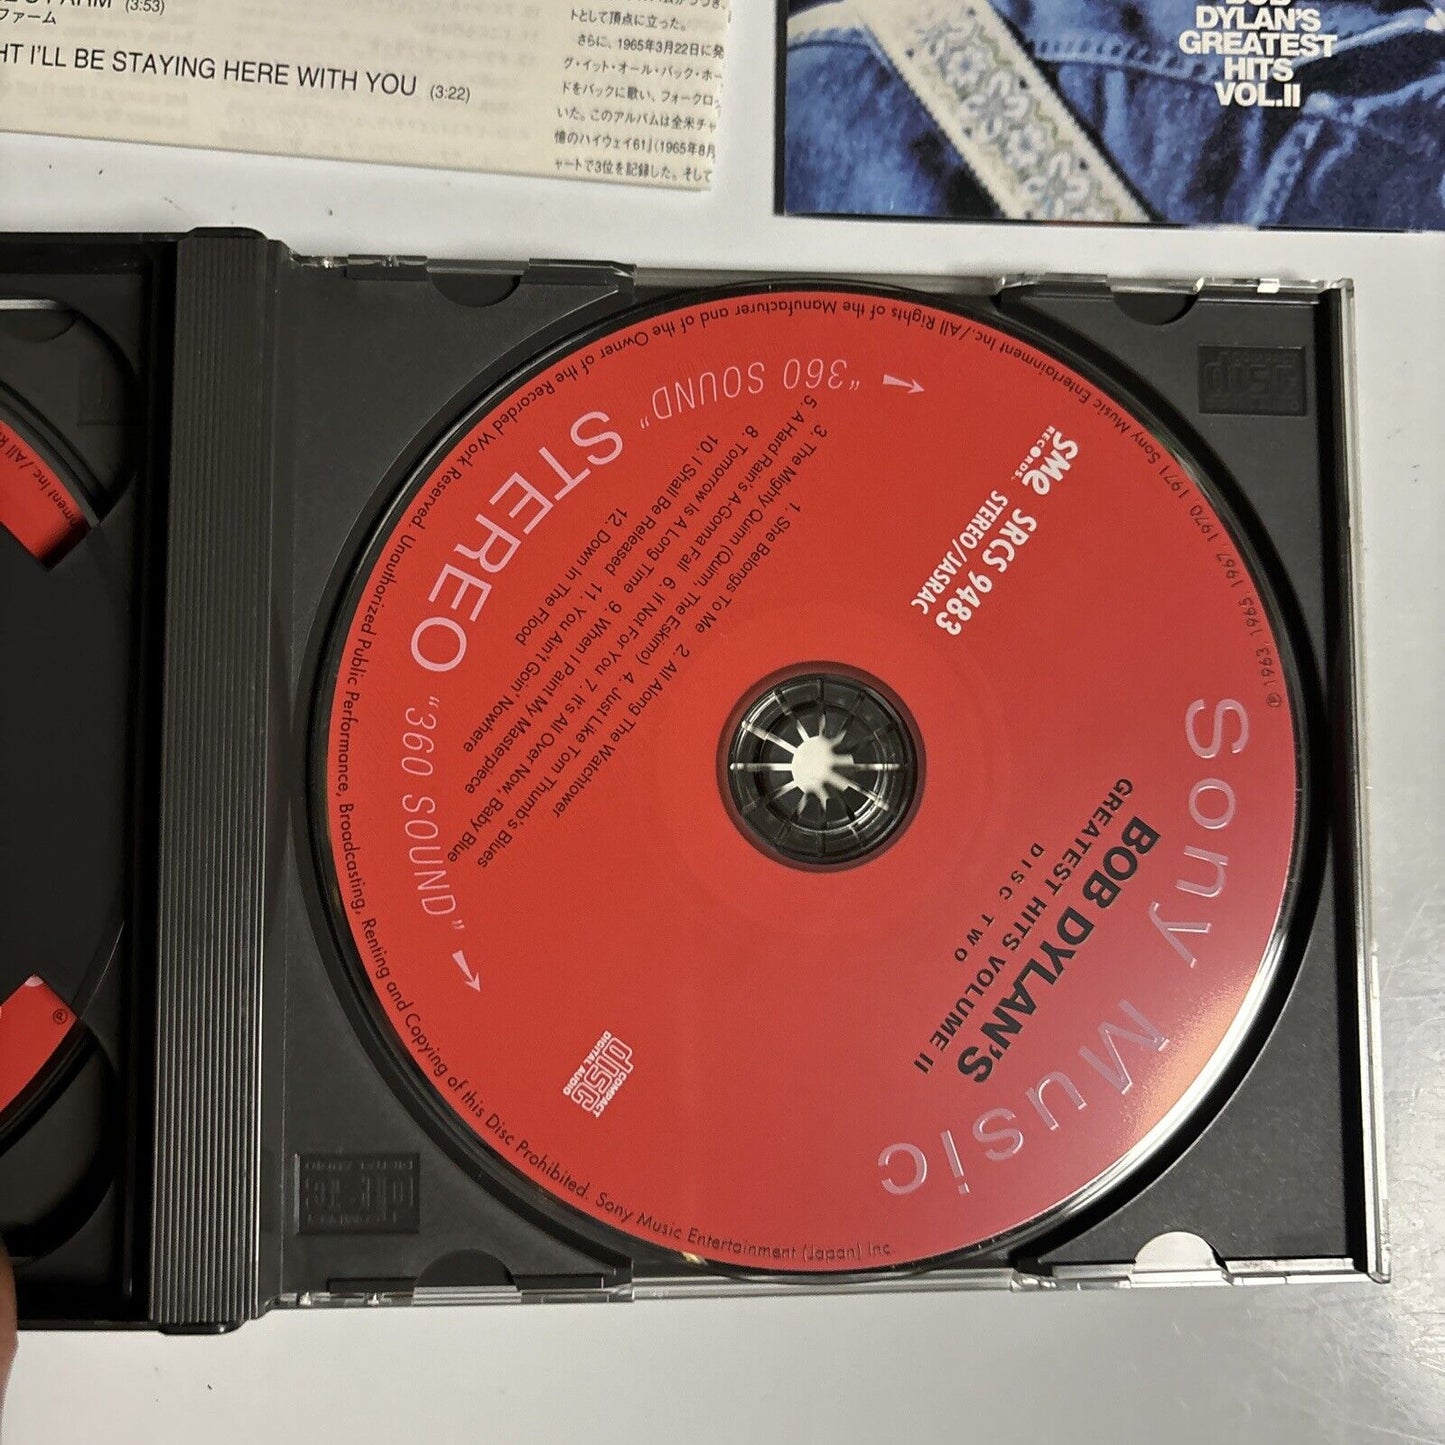 (3:53)
ファーム
HT I'LL BE STAYING HERE WITH YOU (3:22)
トとして頂点に立った。
さらに、1965年3月22日に発
グ・イット・オール・バック・ホー
ドをバックに歌い、フォークロッ
いた。このアルバムは全米チャ
憶のハイウェイ61』(1965年8月
ャートで3位を記録した。そして
BOB
DYLAN'S
GREATEST
HITS
VOL.II
Sony Music
BOB DYLAN'S
GREATEST HITS VOLUME II
DISC TWO
SMe
RECORDS.
SRCS 9483
STEREO/JASRAC
"360 SOUND" STEREO "360 SOUND"
1. She Belongs To Me 2. All Along The Watchtower
3. The Mighty Quinn (Quinn, The Eskimo) 4. Just Like Tom Thumb's Blues
5. A Hard Rain's A-Gonna Fall 6. If Not For You 7. It's All Over Now, Baby Blue
8. Tomorrow Is A Long Time 9. When I Paint My Masterpiece
10. I Shall Be Released 11. You Ain't Goin' Nowhere
12. Down In The Flood
COMPACT
disc
DIGITAL AUDIO
℗ 1963, 1965, 1967, 1970, 1971 Sony Music Entertainment Inc./All Rights of the Manufacturer and of the Owner of the Recorded Work Reserved. Unauthorized Public Performance, Broadcasting, Renting and Copying of this Disc Prohibited. Sony Music Entertainment (Japan) Inc.
nment Inc./All R
℗